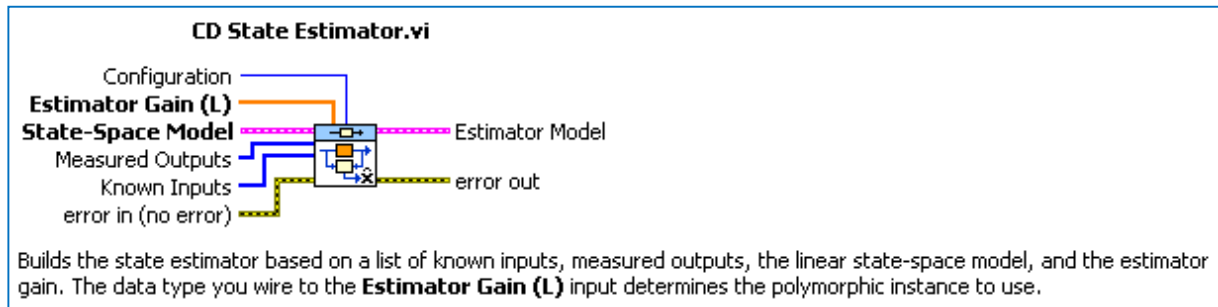 CD State Estimator.vi
Configuration
Estimator Gain (L)
State-Space Model
Estimator Model
Measured Outputs
Known Inputs
error out
error in (no error)
Builds the state estimator based on a list of known inputs, measured outputs, the linear state-space model, and the estimator
gain. The data type you wire to the Estimator Gain (L) input determines the polymorphic instance to use.